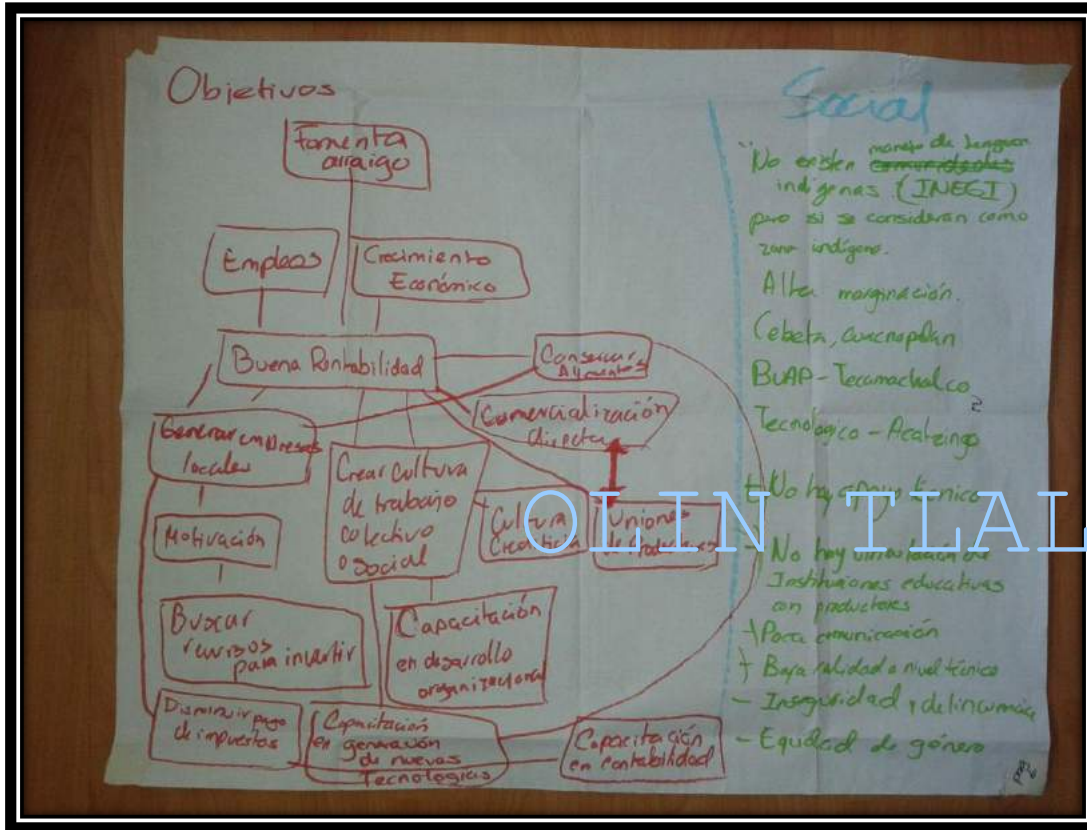 Objetivos
Fomenta
arraigo
Empleos
Crecimiento
Económico
Buena Rentabilidad
Conservar
Alimentos
Comercialización
directa
Generar empresas
locales
Crear cultura
de trabajo
colectivo
o social
Cultura
Crediticia
Uniones
de Productores
Motivación
Buscar
recursos
para invertir
Capacitación
en desarrollo
organizacional
Disminuir pago
de impuestos
Capacitación
en generación
de nuevas
Tecnologías
Capacitación
en contabilidad
Social
No existen manejo de lenguas
indígenas (INEGI)
pero si se consideran como
zona indígena.
Alta marginación.
Cebeta,
BUAP - Tecamachalco
Tecnologico - Acatzingo
No hay apoyo técnico
- No hay vinculación de
Instituciones educativas
con productores
Poca comunicación
Baja calidad a nivel técnico
- Inseguridad y delincuencia
- Equidad de género
OLIN TLAL